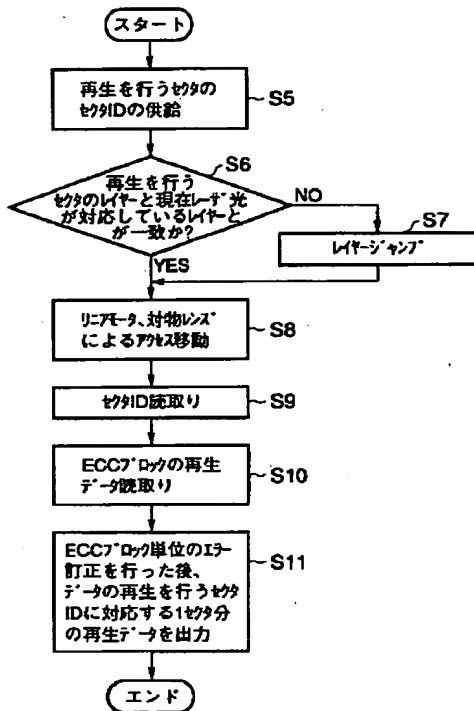 スタート
再生を行うセクタの
セクタIDの供給
S5
S6
再生を行う
セクタのレイヤーと現在レーザ光
が対応しているレイヤーと
が一致か?
NO
S7
レイヤージャンプ
YES
リニアモータ、対物レンズ
によるアクセス移動
S8
セクタID読取り
S9
ECCブロックの再生
データ読取り
S10
ECCブロック単位のエラー
訂正を行った後、
データの再生を行うセクタ
IDに対応する1セクタ分
の再生データを出力
S11
エンド